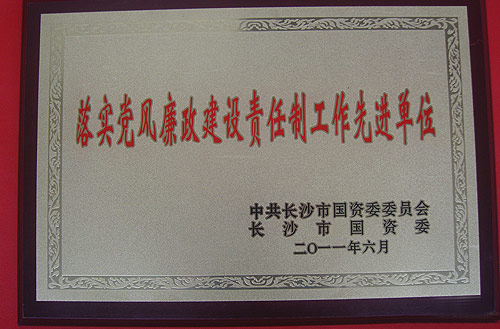 落实党风廉政建设责任制工作先进单位
中共长沙市国资委委员会
长沙市国资委
二〇一一年六月